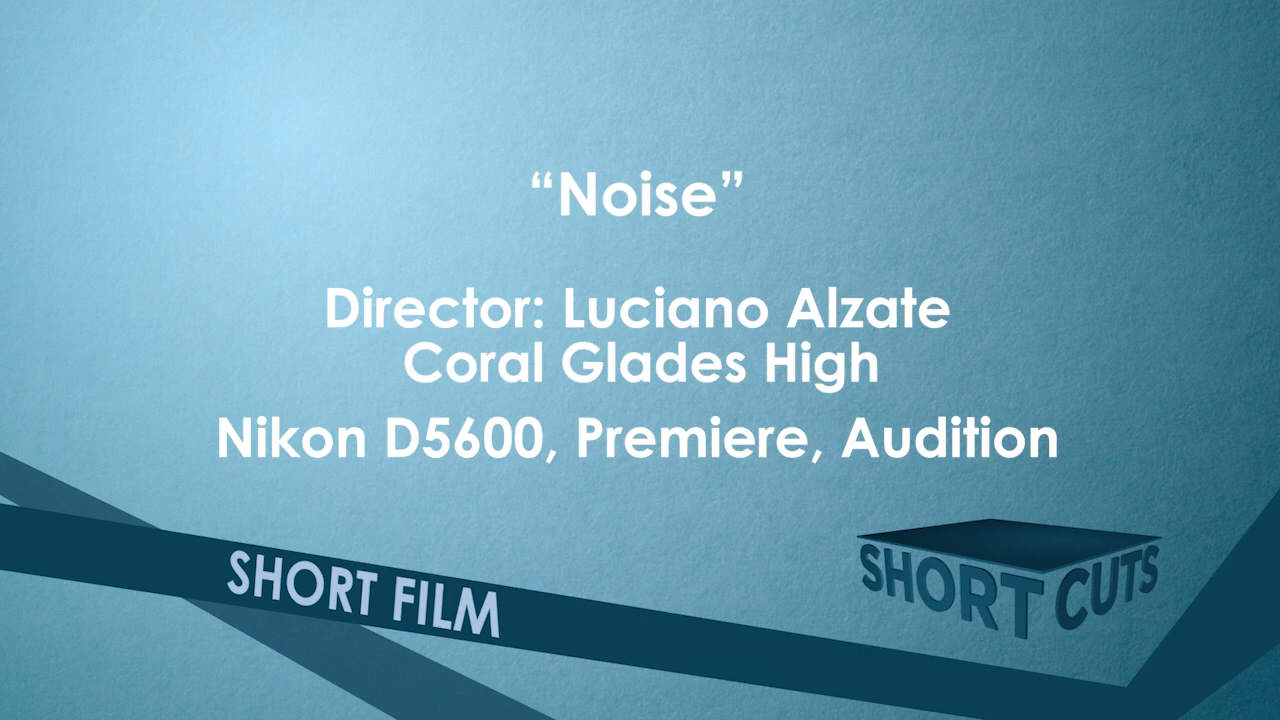 “Noise”
Director: Luciano Alzate
Coral Glades High
Nikon D5600, Premiere, Audition
SHORT FILM
SHORT CUTS